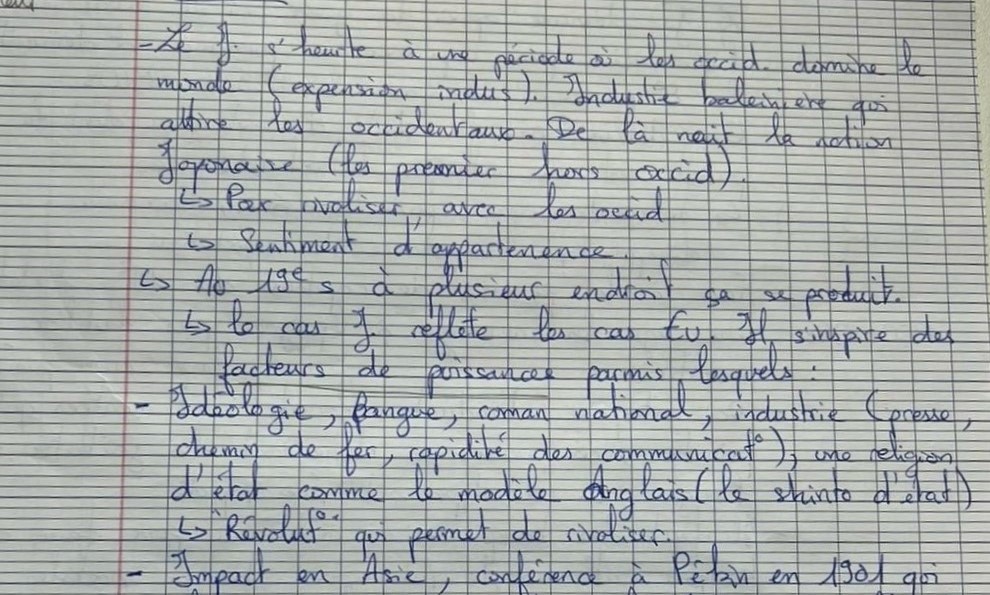 - Le J. s'heurte à une période où les occid. domine le
monde (expension indus). Industrie baleinière qui
attire les occidentaux. De là nait la nation
Japonaise (les premier hors occid).
↳ Par rivaliser avec les occid
↳ Sentiment d'appartenence.
↳ Au 19e s à plusieur endroit ça se produit.
↳ le cas J. reflète les cas Eu. Il s'inspire des
facteurs de puissances parmis lesquels :
- Idéologie, langue, roman national, industrie (presse,
chemin de fer, rapidité des communicat°), une religion
d'état comme le modèle Anglais (le shinto d'état)
↳ "Révolut°" qui permet de rivaliser.
- Impact en Asie, conférence à Pékin en 1901 qui